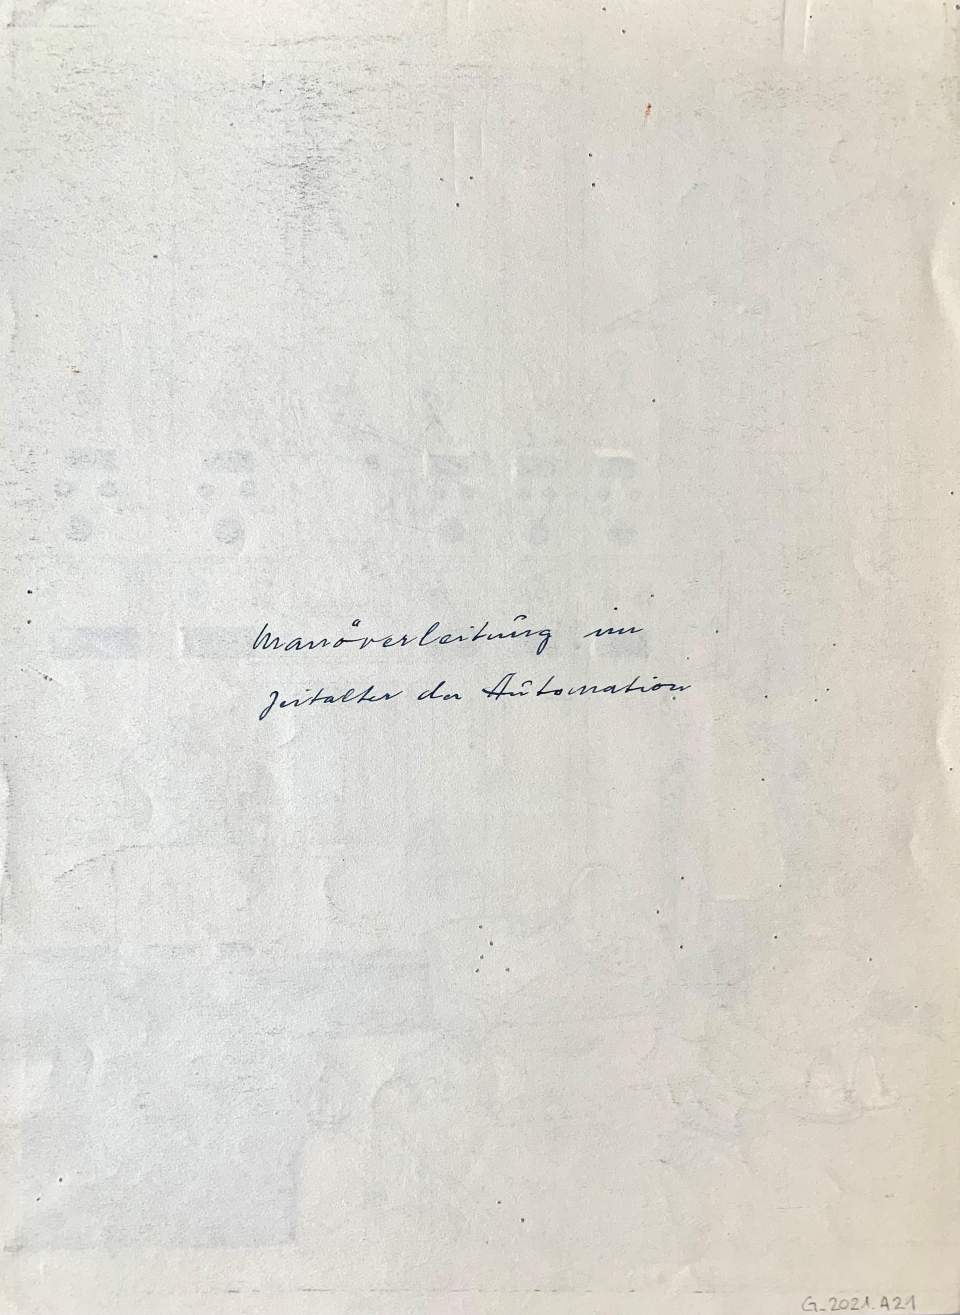 Manöverleitung im
Zeitalter der Automation
G_2021.A21